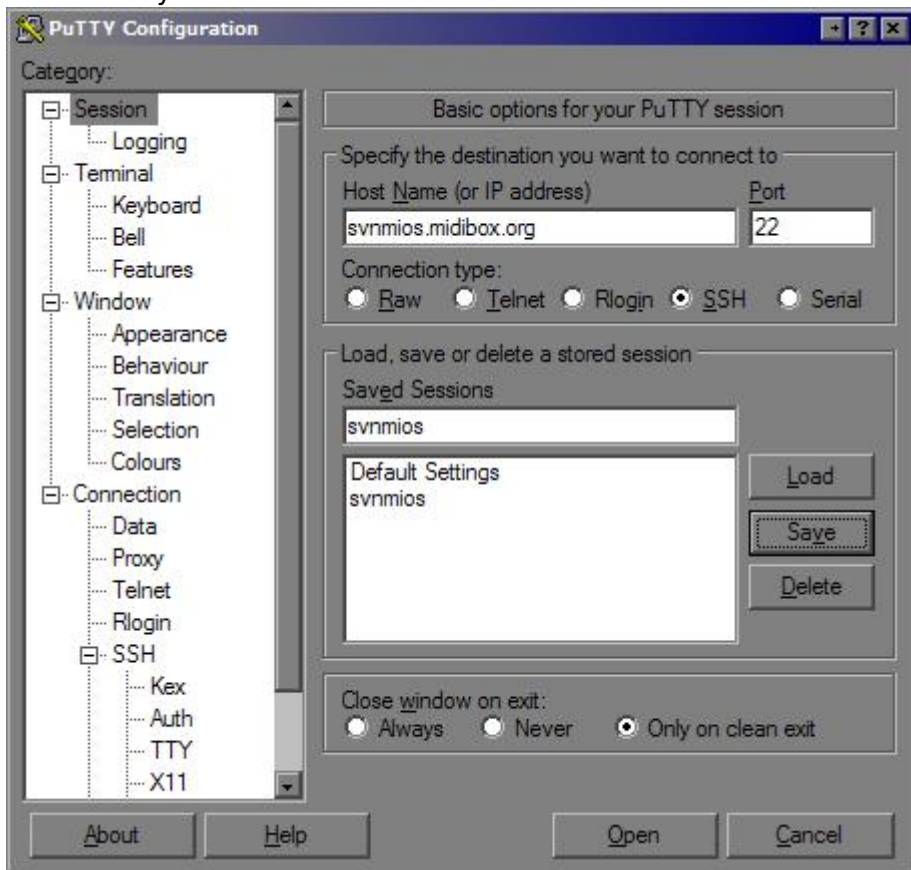 PuTTY Configuration
Category:
Session
Logging
Terminal
Keyboard
Bell
Features
Window
Appearance
Behaviour
Translation
Selection
Colours
Connection
Data
Proxy
Telnet
Rlogin
SSH
Kex
Auth
TTY
X11
Basic options for your PuTTY session
Specify the destination you want to connect to
Host Name (or IP address) Port
svnmios.midibox.org 22
Connection type:
Raw Telnet Rlogin SSH Serial
Load, save or delete a stored session
Saved Sessions
svnmios
Default Settings
svnmios
Load
Save
Delete
Close window on exit:
Always Never Only on clean exit
About Help Open Cancel